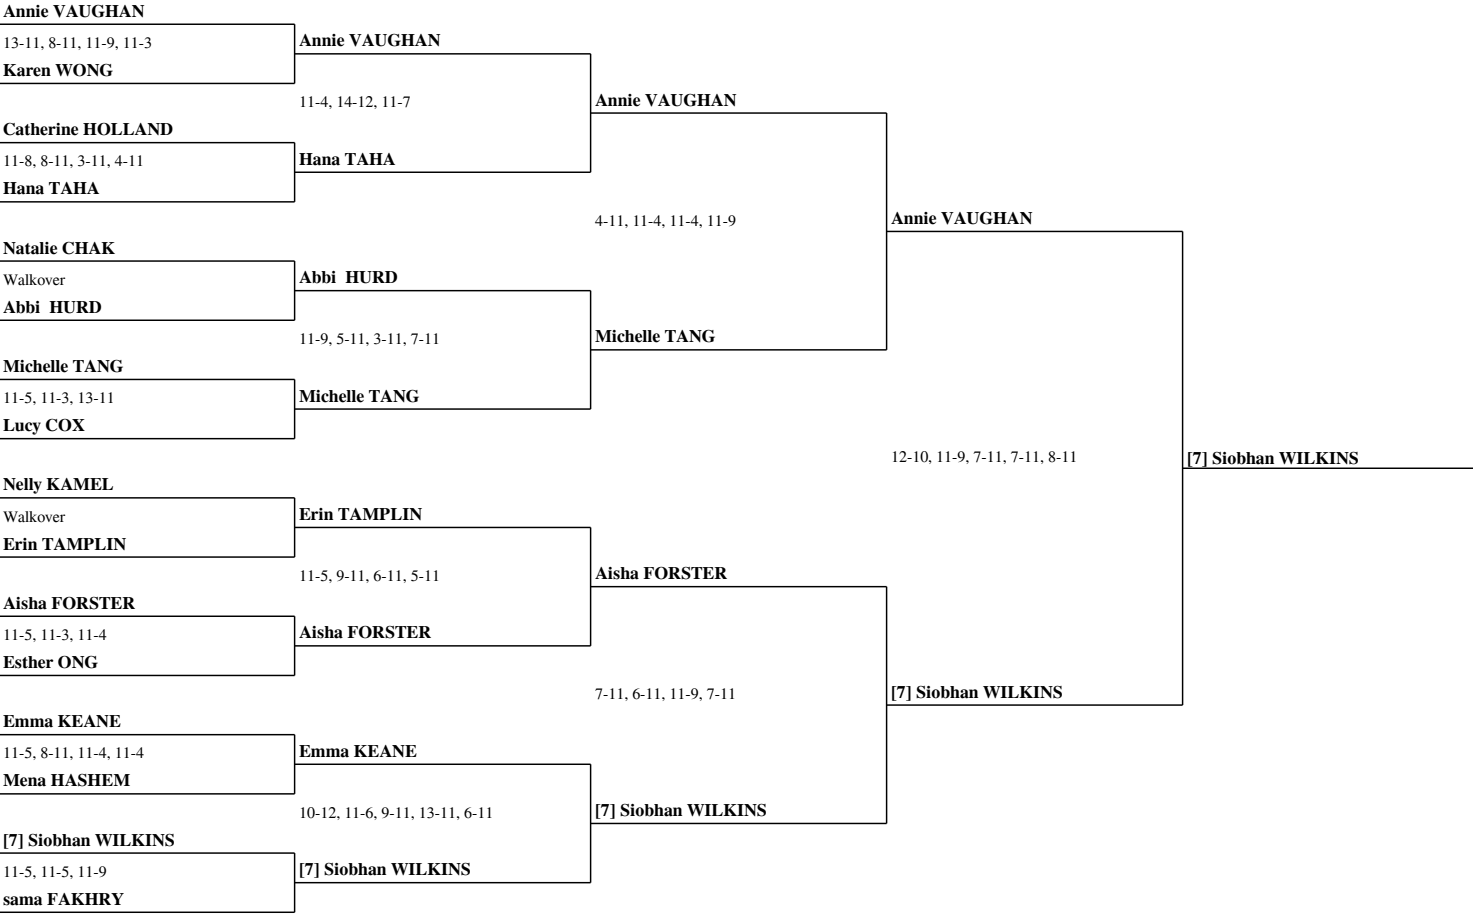 Annie VAUGHAN
13-11, 8-11, 11-9, 11-3
Karen WONG
Catherine HOLLAND
11-8, 8-11, 3-11, 4-11
Hana TAHA
Natalie CHAK
Walkover
Abbi  HURD
Michelle TANG
11-5, 11-3, 13-11
Lucy COX
Nelly KAMEL
Walkover
Erin TAMPLIN
Aisha FORSTER
11-5, 11-3, 11-4
Esther ONG
Emma KEANE
11-5, 8-11, 11-4, 11-4
Mena HASHEM
[7] Siobhan WILKINS
11-5, 11-5, 11-9
sama FAKHRY
Annie VAUGHAN
11-4, 14-12, 11-7
Hana TAHA
Abbi  HURD
11-9, 5-11, 3-11, 7-11
Michelle TANG
Erin TAMPLIN
11-5, 9-11, 6-11, 5-11
Aisha FORSTER
Emma KEANE
10-12, 11-6, 9-11, 13-11, 6-11
[7] Siobhan WILKINS
Annie VAUGHAN
4-11, 11-4, 11-4, 11-9
Michelle TANG
Aisha FORSTER
7-11, 6-11, 11-9, 7-11
[7] Siobhan WILKINS
Annie VAUGHAN
12-10, 11-9, 7-11, 7-11, 8-11
[7] Siobhan WILKINS
[7] Siobhan WILKINS